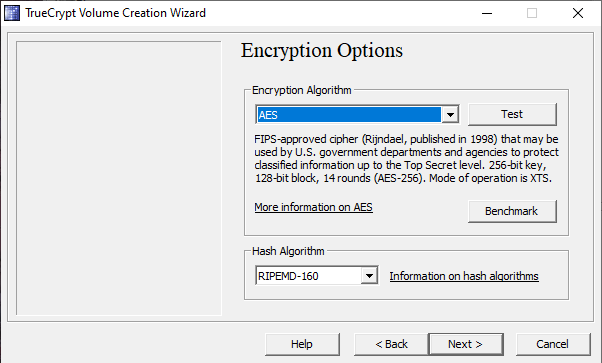 TrueCrypt Volume Creation Wizard
Encryption Options
Encryption Algorithm
AES
Test
FIPS-approved cipher (Rijndael, published in 1998) that may be
used by U.S. government departments and agencies to protect
classified information up to the Top Secret level. 256-bit key,
128-bit block, 14 rounds (AES-256). Mode of operation is XTS.
More information on AES
Benchmark
Hash Algorithm
RIPEMD-160
Information on hash algorithms
Help
< Back
Next >
Cancel